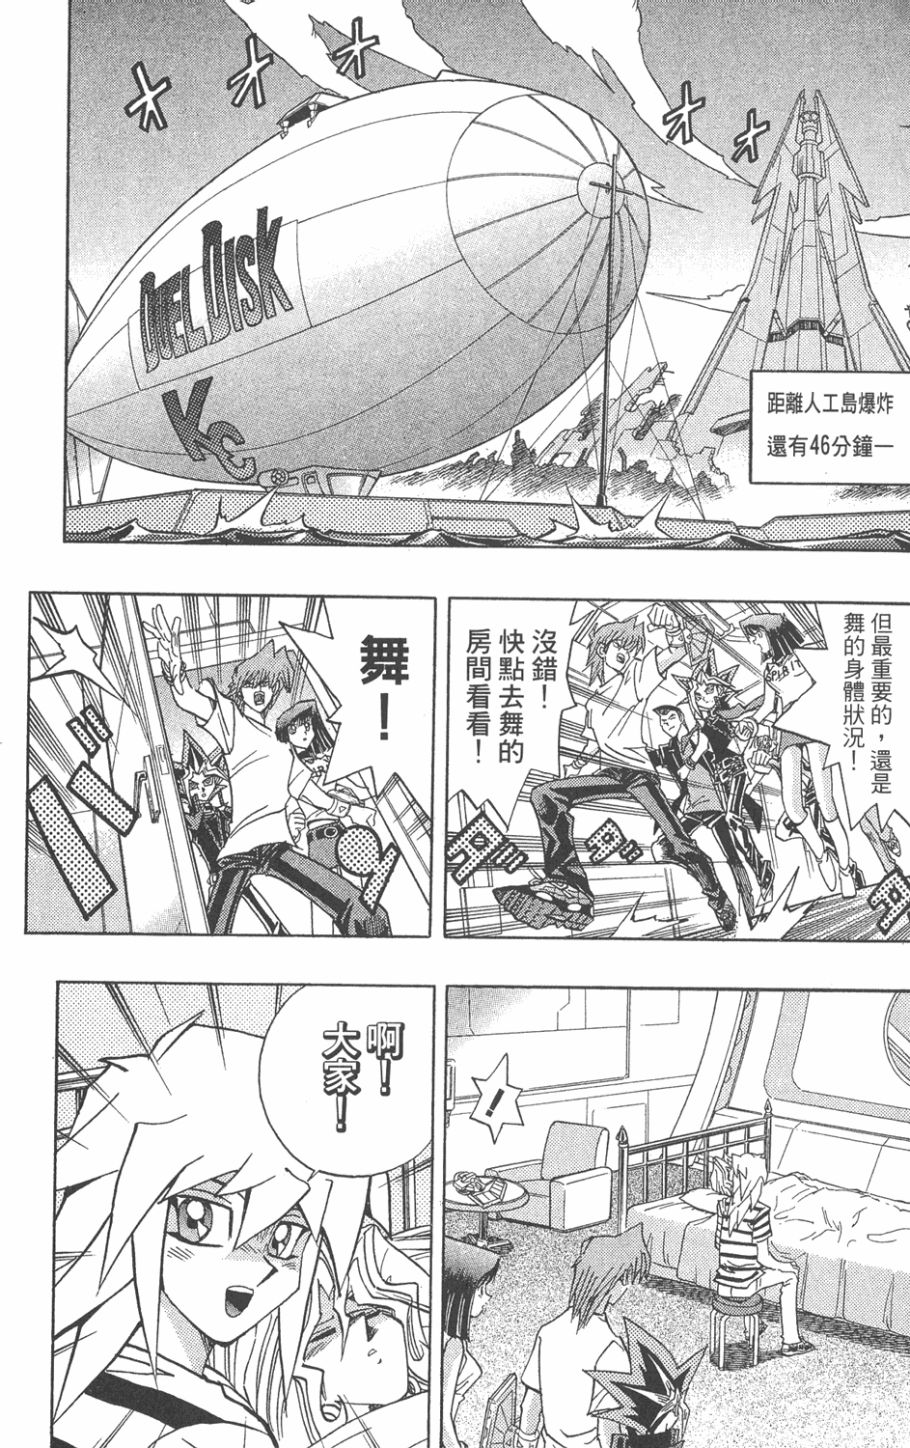 オ オ オ オ オ
DUEL DISK
KC
距離人工島爆炸
還有46分鐘—
但最重要的，還是
舞的身體狀況！
沒錯！
快點去舞的
房間看看！
舞！
！
啊！
大家！